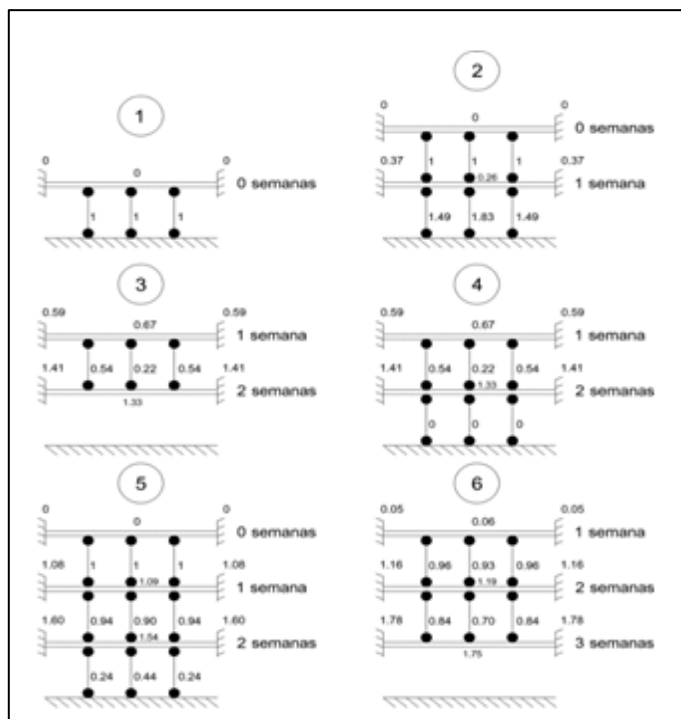 1
0 0 0
0 semanas
1 1 1
2
0 0 0
0 semanas
0.37 1 1 1 0.37
0.26 1 semana
1.49 1.83 1.49
3
0.59 0.67 0.59
1 semana
1.41 0.54 0.22 0.54 1.41
2 semanas
1.33
4
0.59 0.67 0.59
1 semana
1.41 0.54 0.22 0.54 1.41
1.33 2 semanas
0 0 0
5
0 0 0
0 semanas
1.08 1 1 1 1.08
1.09 1 semana
1.60 0.94 0.90 0.94 1.60
1.54 2 semanas
0.24 0.44 0.24
6
0.05 0.06 0.05
1 semana
1.16 0.96 0.93 0.96 1.16
1.19 2 semanas
1.78 0.84 0.70 0.84 1.78
3 semanas
1.75